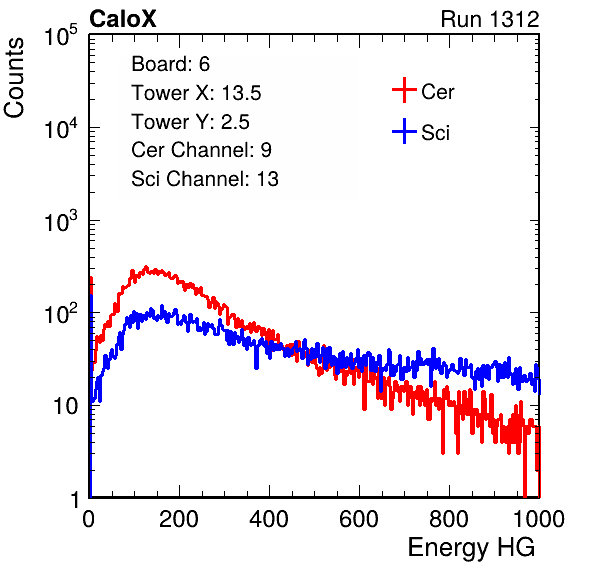 CaloX Run 1312
Counts
10^5
10^4
10^3
10^2
10
1
Board: 6
Tower X: 13.5
Tower Y: 2.5
Cer Channel: 9
Sci Channel: 13
Cer
Sci
0 200 400 600 800 1000
Energy HG